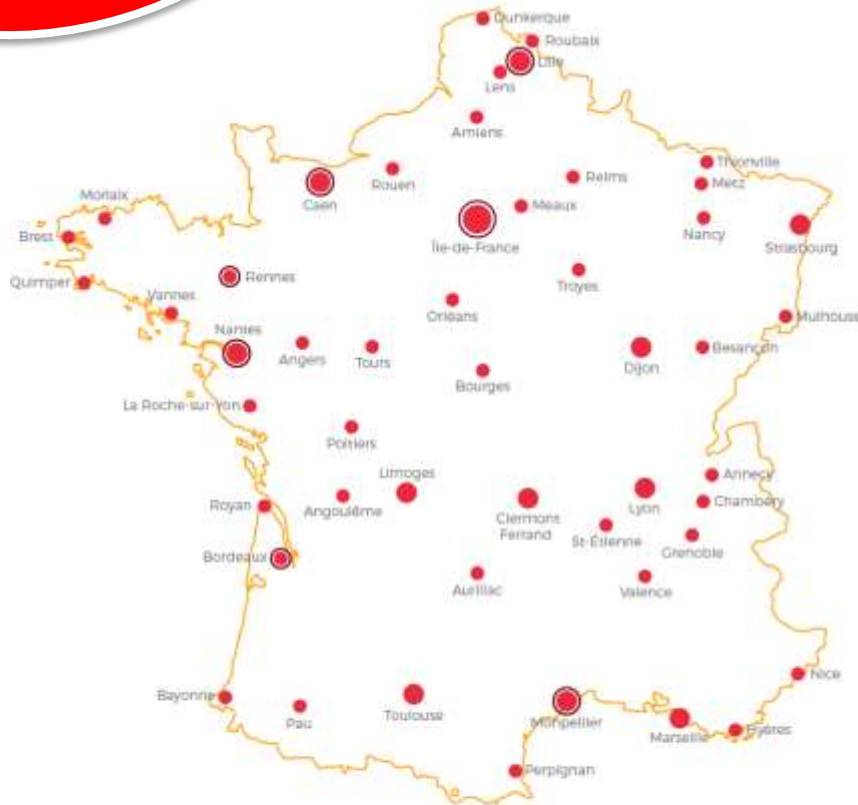 Dunkerque
Roubaix
Lille
Lens
Amiens
Thionville
Rouen
Reims
Metz
Caen
Meaux
Morlaix
Nancy
Brest
Île-de-France
Strasbourg
Rennes
Quimper
Troyes
Vannes
Orléans
Mulhouse
Nantes
Angers
Tours
Dijon
Besançon
Bourges
La Roche-sur-Yon
Poitiers
Limoges
Annecy
Royan
Angoulême
Clermont
Ferrand
Lyon
Chambéry
St-Étienne
Grenoble
Bordeaux
Aurillac
Valence
Nice
Bayonne
Pau
Toulouse
Monpellier
Marseille
Hyères
Perpignan